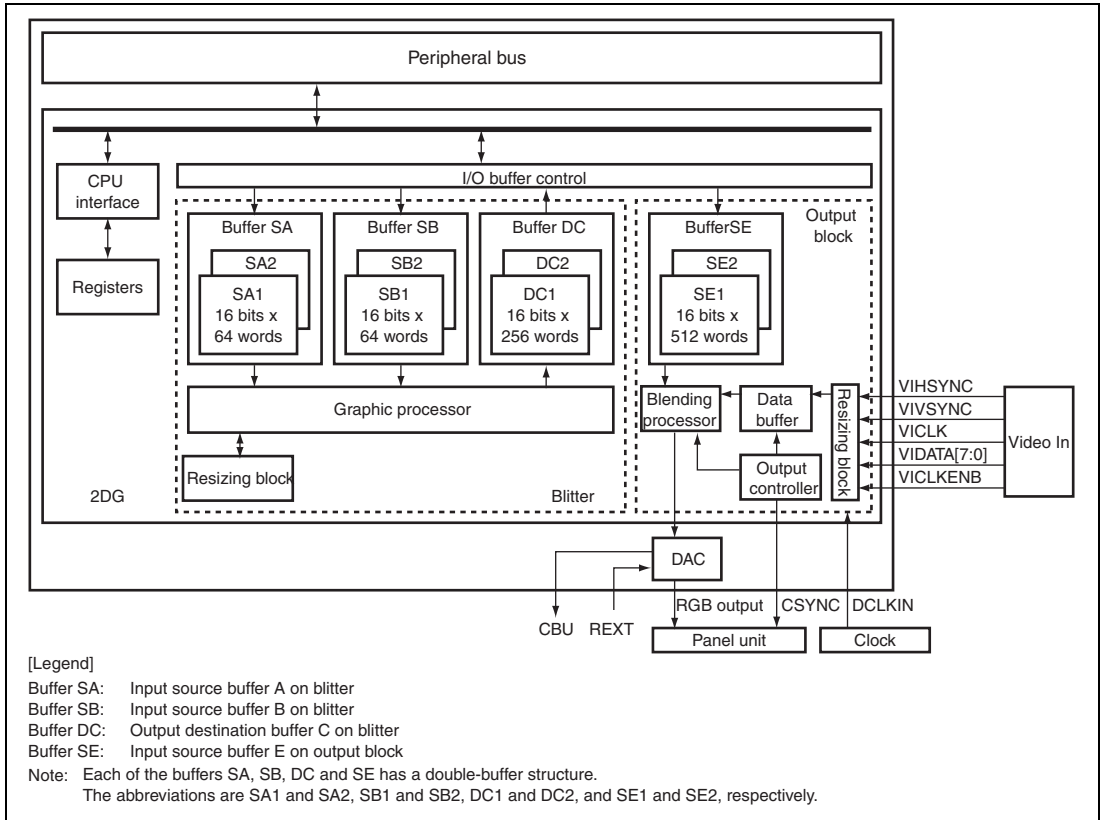 Peripheral bus
CPU
interface
I/O buffer control
Registers
Buffer SA
SA2
SA1
16 bits x
64 words
Buffer SB
SB2
SB1
16 bits x
64 words
Buffer DC
DC2
DC1
16 bits x
256 words
BufferSE
SE2
SE1
16 bits x
512 words
Output
block
Graphic processor
Resizing block
2DG
Blitter
Blending
processor
Data
buffer
Output
controller
Resizing block
VIHSYNC
VIVSYNC
VICLK
VIDATA[7:0]
VICLKENB
Video In
DAC
CBU
REXT
RGB output
CSYNC
DCLKIN
Panel unit
Clock
[Legend]
Buffer SA: Input source buffer A on blitter
Buffer SB: Input source buffer B on blitter
Buffer DC: Output destination buffer C on blitter
Buffer SE: Input source buffer E on output block
Note: Each of the buffers SA, SB, DC and SE has a double-buffer structure.
The abbreviations are SA1 and SA2, SB1 and SB2, DC1 and DC2, and SE1 and SE2, respectively.